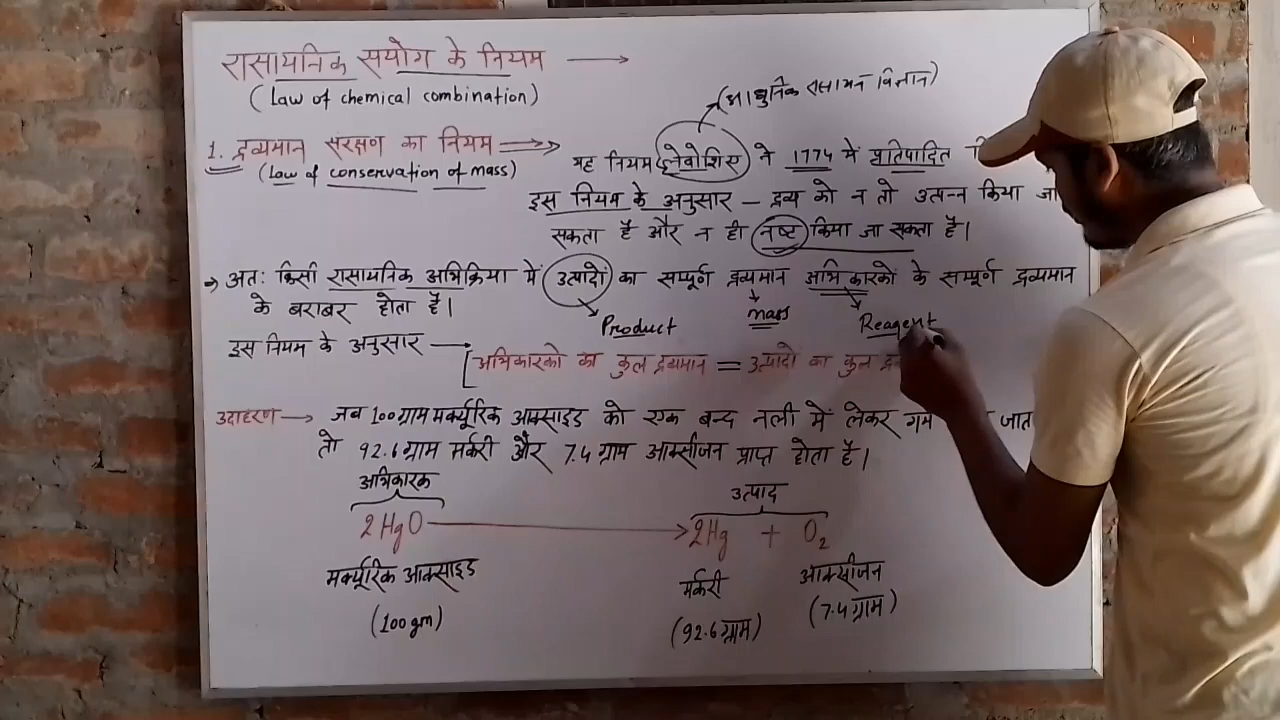 रासायनिक सयोग के नियम →
(Law of chemical combination)
(आधुनिक रसायन विज्ञान)
1. द्रव्यमान संरक्षण का नियम →
(Law of conservation of mass)
यह नियम लेवोशिए ने 1774 में प्रतिपादित
इस नियम के अनुसार – द्रव्य को न तो उत्पन्न किया जा
सकता है और न ही नष्ट किया जा सकता है।
→ अतः किसी रासायनिक अभिक्रिया में उत्पादों का सम्पूर्ण द्रव्यमान अभिकारकों के सम्पूर्ण द्रव्यमान
के बराबर होता है।
Product mass Reagent
इस नियम के अनुसार →
[अभिकारकों का कुल द्रव्यमान = उत्पादों का कुल
उदाहरण → जब 100 ग्राम मर्क्यूरिक आक्साइड को एक बन्द नली में लेकर जाता
तो 92.6 ग्राम मर्करी और 7.4 ग्राम आक्सीजन प्राप्त होता है।
अभिकारक उत्पाद
2HgO → 2Hg + O₂
मर्क्यूरिक आक्साइड मर्करी आक्सीजन
(100gm) (92.6 ग्राम) (7.4 ग्राम)